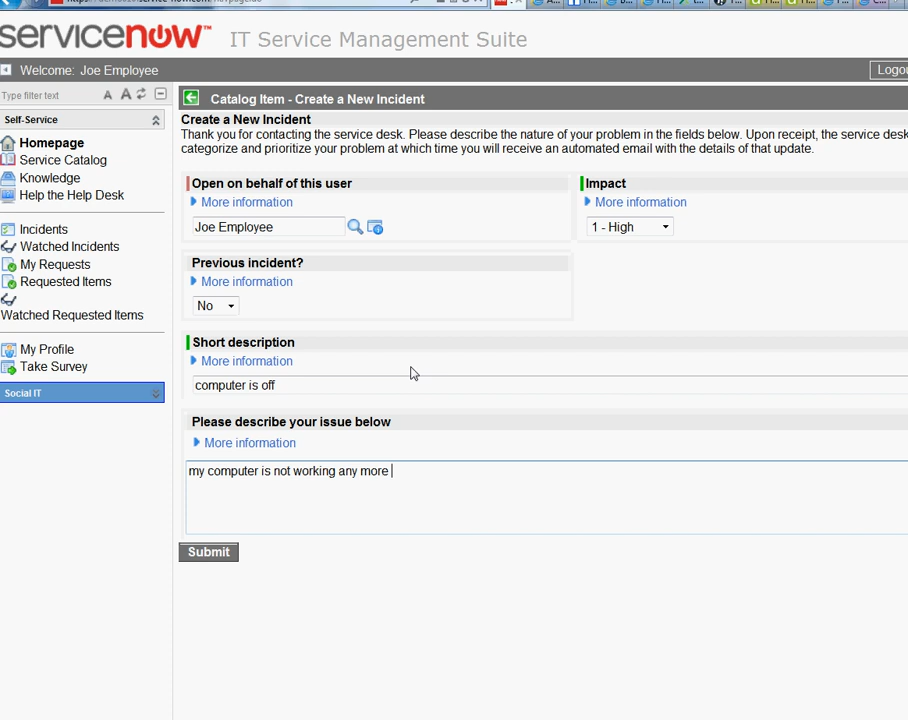 servicenow™ IT Service Management Suite
Welcome: Joe Employee
Logou
Type filter text A A
Catalog Item - Create a New Incident
Self-Service
Create a New Incident
Thank you for contacting the service desk. Please describe the nature of your problem in the fields below. Upon receipt, the service desk
categorize and prioritize your problem at which time you will receive an automated email with the details of that update.
Homepage
Service Catalog
Knowledge
Help the Help Desk
Incidents
Watched Incidents
My Requests
Requested Items
Watched Requested Items
My Profile
Take Survey
Social IT
Open on behalf of this user
More information
Joe Employee
Impact
More information
1 - High
Previous incident?
More information
No
Short description
More information
computer is off
Please describe your issue below
More information
my computer is not working any more
Submit